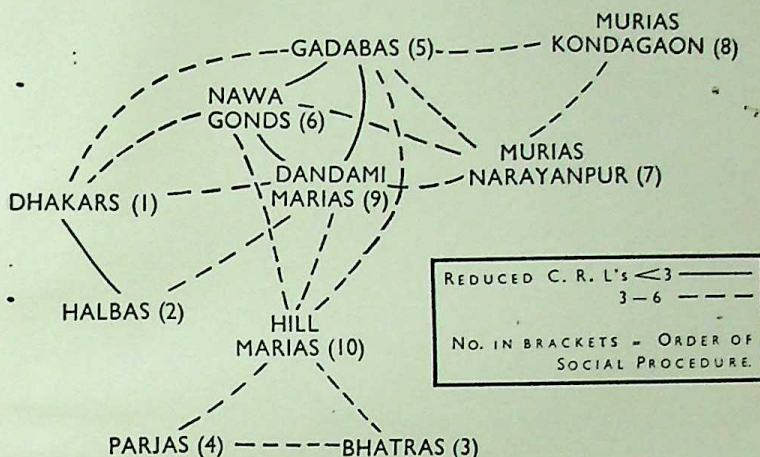 MURIAS
KONDAGAON (8)
GADABAS (5)
NAWA
GONDS (6)
MURIAS
NARAYANPUR (7)
DANDAMI
MARIAS (9)
DHAKARS (1)
HALBAS (2)
HILL
MARIAS (10)
PARJAS (4)
BHATRAS (3)
REDUCED C. R. L's <3
3 – 6
No. IN BRACKETS = ORDER OF
SOCIAL PROCEDURE.